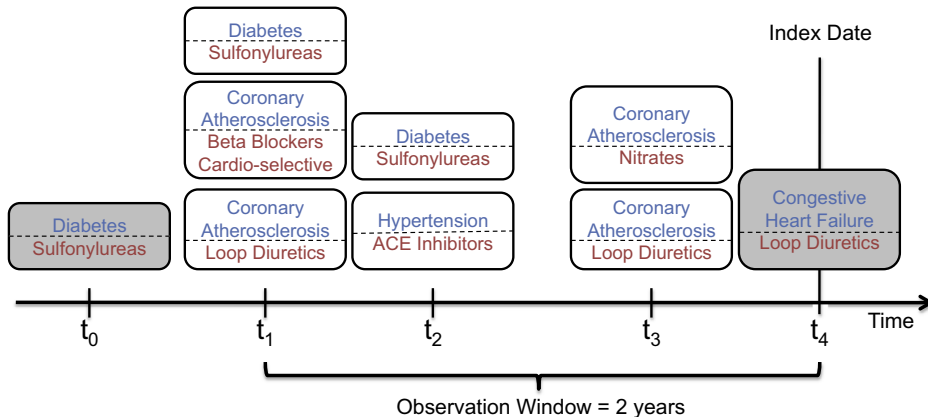 Index Date
Diabetes
Sulfonylureas
Coronary
Atherosclerosis
Beta Blockers
Cardio-selective
Diabetes
Sulfonylureas
Coronary
Atherosclerosis
Nitrates
Diabetes
Sulfonylureas
Coronary
Atherosclerosis
Loop Diuretics
Hypertension
ACE Inhibitors
Coronary
Atherosclerosis
Loop Diuretics
Congestive
Heart Failure
Loop Diuretics
t0
t1
t2
t3
t4
Time
Observation Window = 2 years